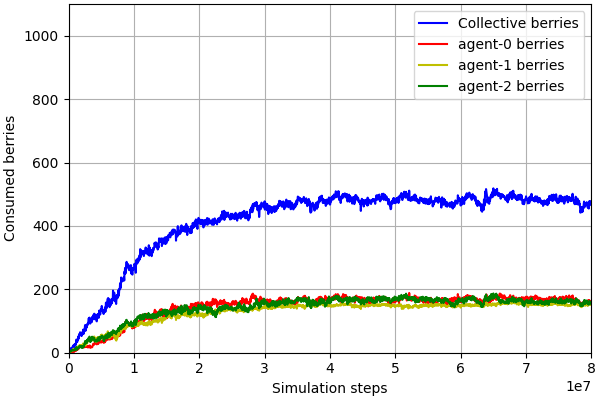 1000
800
600
400
200
0
Consumed berries
Collective berries
agent-0 berries
agent-1 berries
agent-2 berries
0 1 2 3 4 5 6 7 8
Simulation steps
1e7